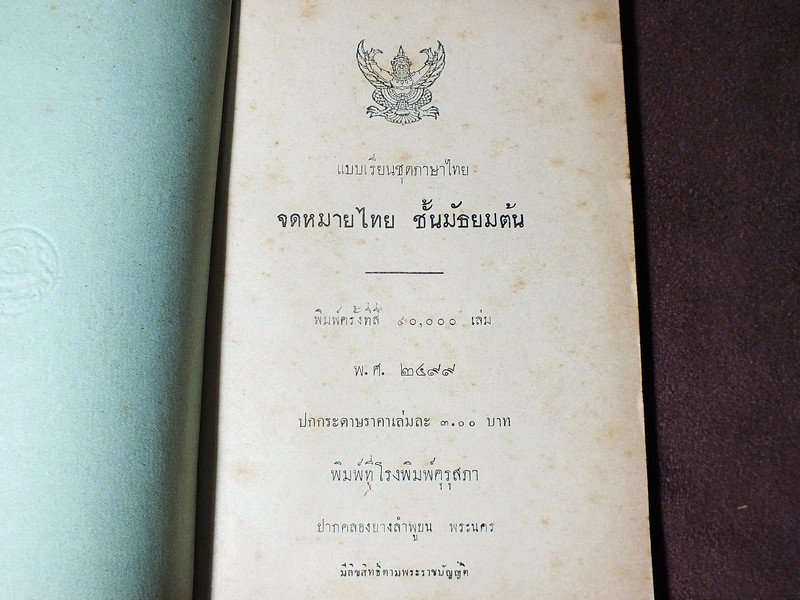 แบบเรียนชุดภาษาไทย
จดหมายไทย ชั้นมัธยมต้น
พิมพ์ครั้งที่สี่ ๔๐,๐๐๐ เล่ม
พ.ศ. ๒๔๙๙
ปกกระดาษราคาเล่มละ ๓.๐๐ บาท
พิมพ์ที่โรงพิมพ์คุรุสภา
ปากคลองบางลำพูบน พระนคร
มีลิขสิทธิตามพระราชบัญญัติ